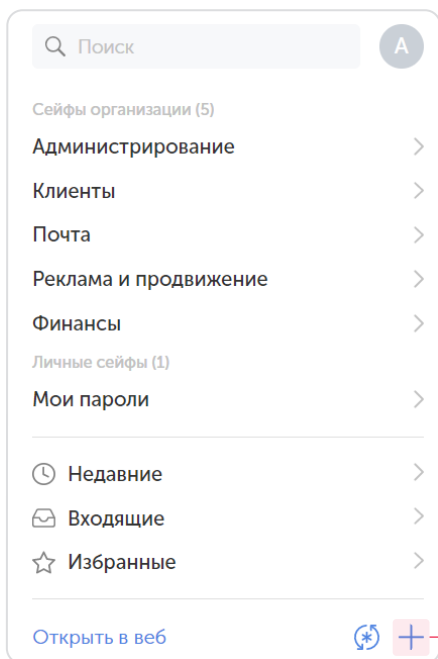 Поиск
А
Сейфы организации (5)
Администрирование
Клиенты
Почта
Реклама и продвижение
Финансы
Личные сейфы (1)
Мои пароли
Недавние
Входящие
Избранные
Открыть в веб